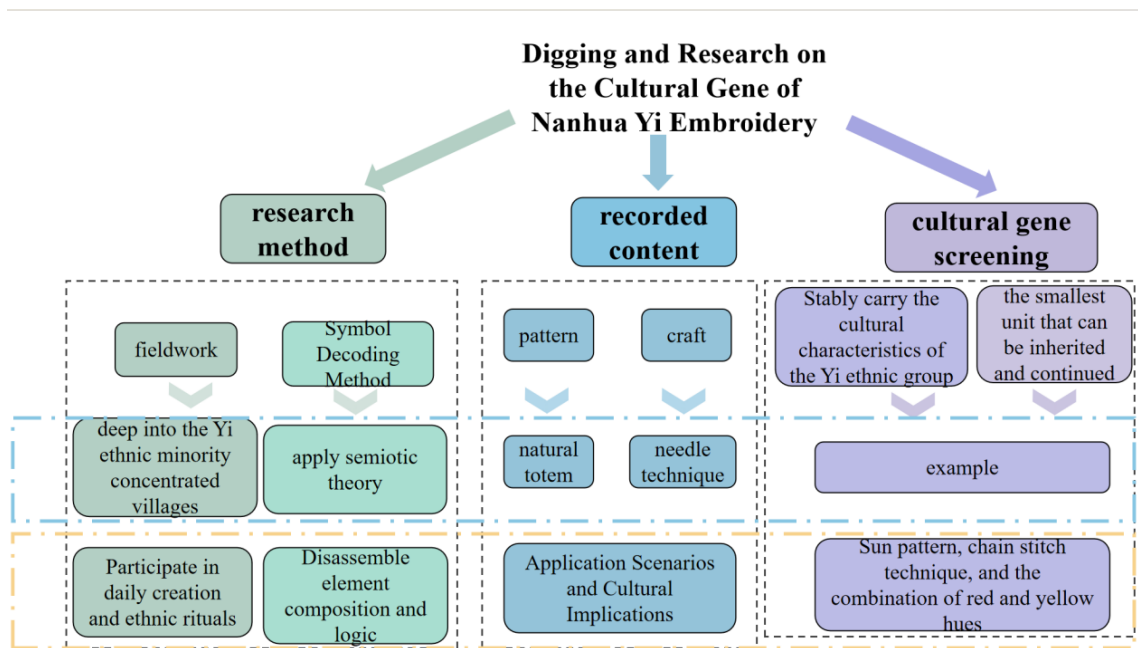 Digging and Research on
the Cultural Gene of
Nanhua Yi Embroidery
research
method
recorded
content
cultural gene
screening
fieldwork
Symbol
Decoding
Method
pattern
craft
Stably carry the
cultural
characteristics of
the Yi ethnic group
the smallest
unit that can
be inherited
and continued
deep into the Yi
ethnic minority
concentrated
villages
apply semiotic
theory
natural
totem
needle
technique
example
Participate in
daily creation
and ethnic rituals
Disassemble
element
composition and
logic
Application Scenarios
and Cultural
Implications
Sun pattern, chain stitch
technique, and the
combination of red and yellow
hues